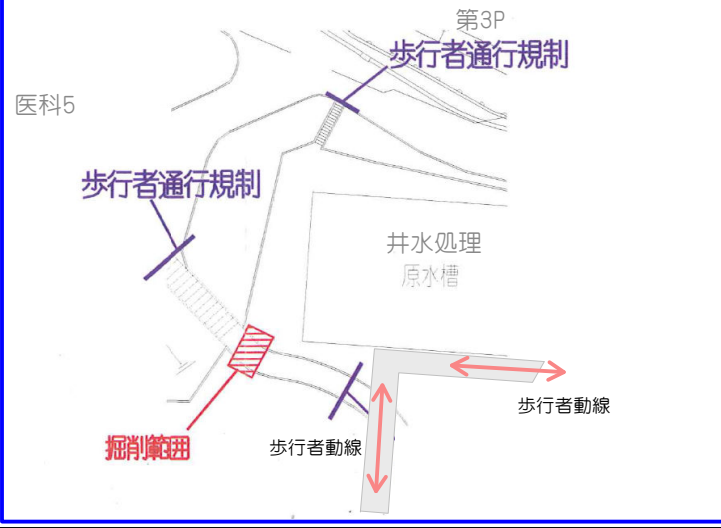 第3P
歩行者通行規制
医科5
歩行者通行規制
井水処理
原水槽
歩行者動線
掘削範囲
歩行者動線